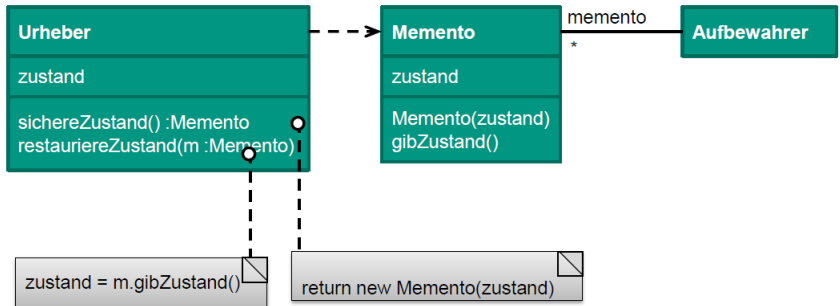 Urheber
zustand
sichereZustand() :Memento
restauriereZustand(m :Memento)
Memento
zustand
Memento(zustand)
gibZustand()
memento
*
Aufbewahrer
zustand = m.gibZustand()
return new Memento(zustand)